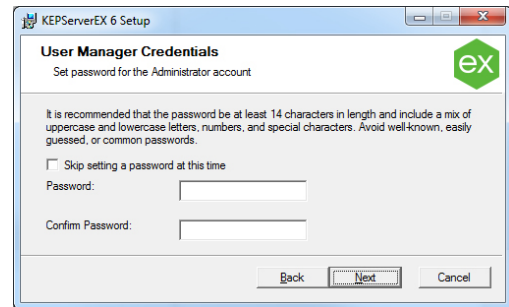 KEPServerEX 6 Setup
User Manager Credentials
Set password for the Administrator account
ex
It is recommended that the password be at least 14 characters in length and include a mix of
uppercase and lowercase letters, numbers, and special characters. Avoid well-known, easily
guessed, or common passwords.
Skip setting a password at this time
Password:
Confirm Password:
Back Next Cancel